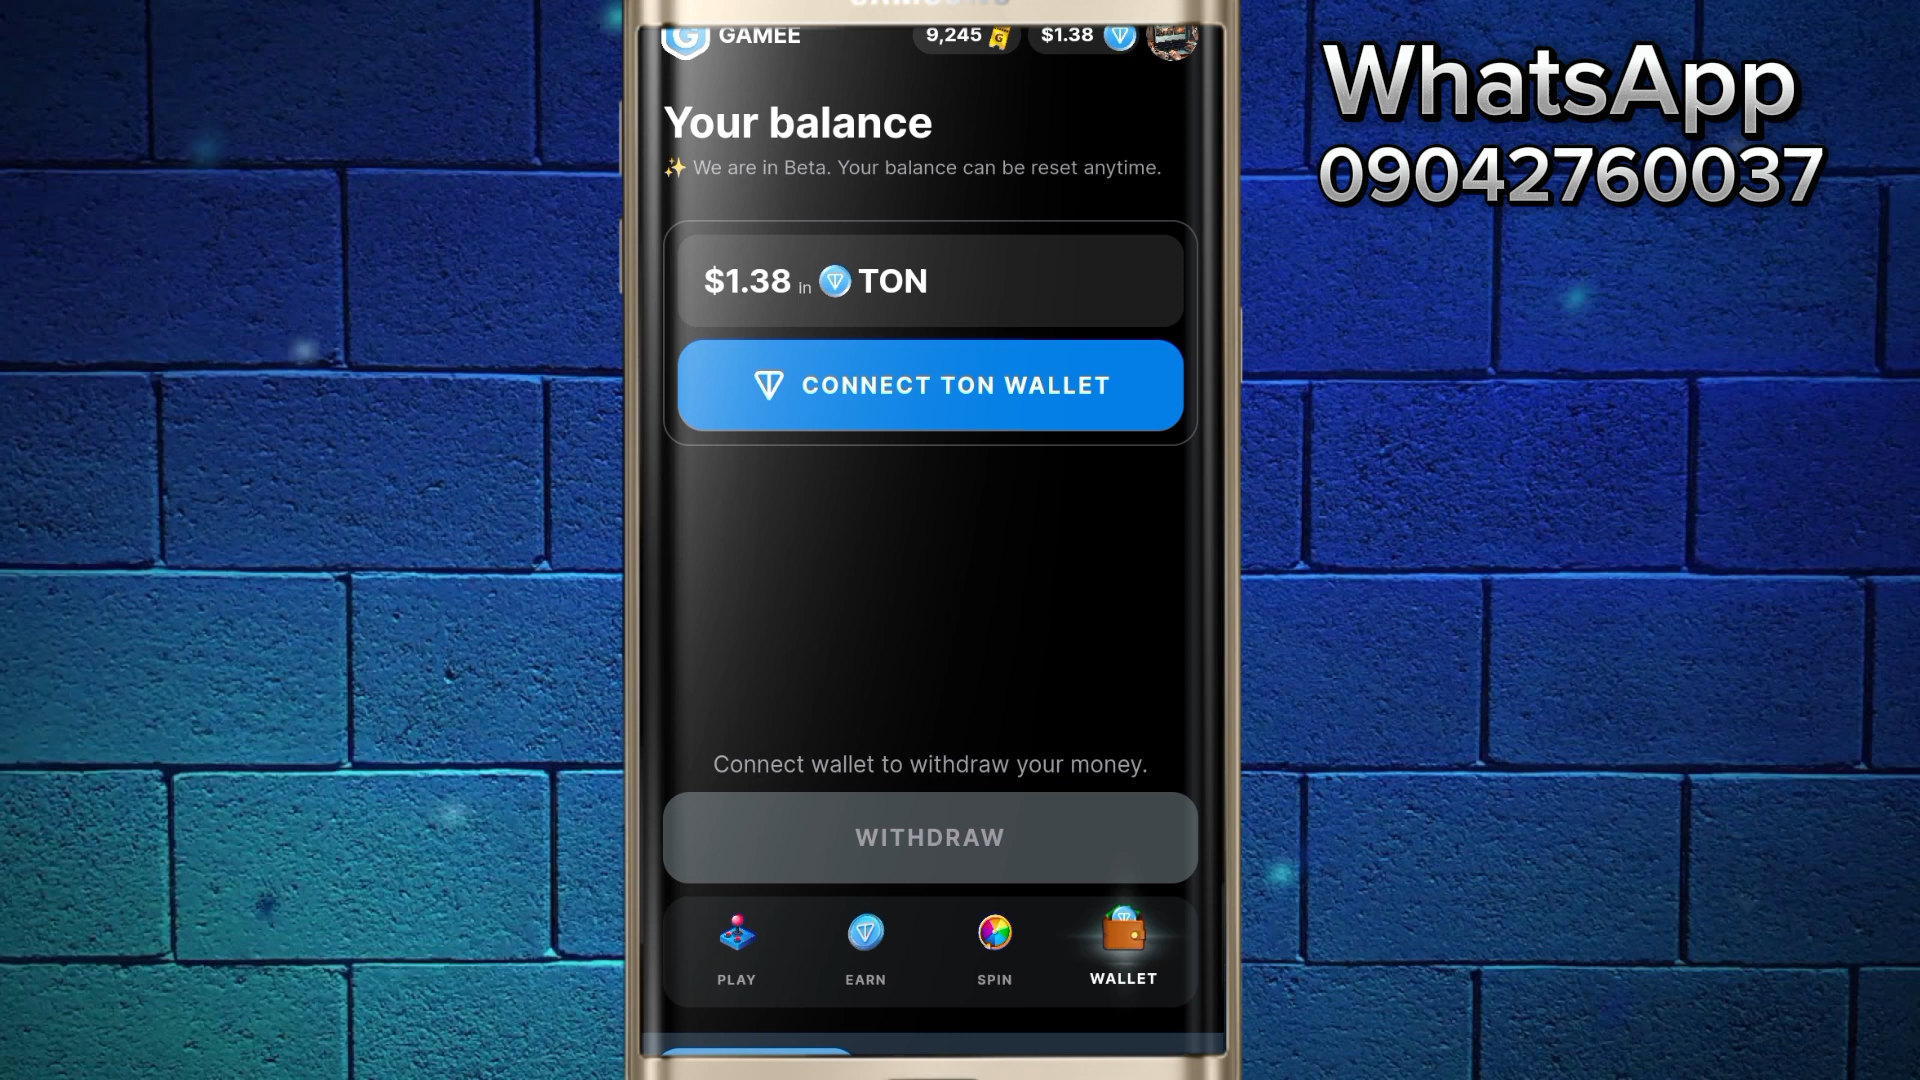 GAMEE
9,245
$1.38
Your balance
✨ We are in Beta. Your balance can be reset anytime.
$1.38 in TON
CONNECT TON WALLET
Connect wallet to withdraw your money.
WITHDRAW
PLAY
EARN
SPIN
WALLET
WhatsApp
09042760037